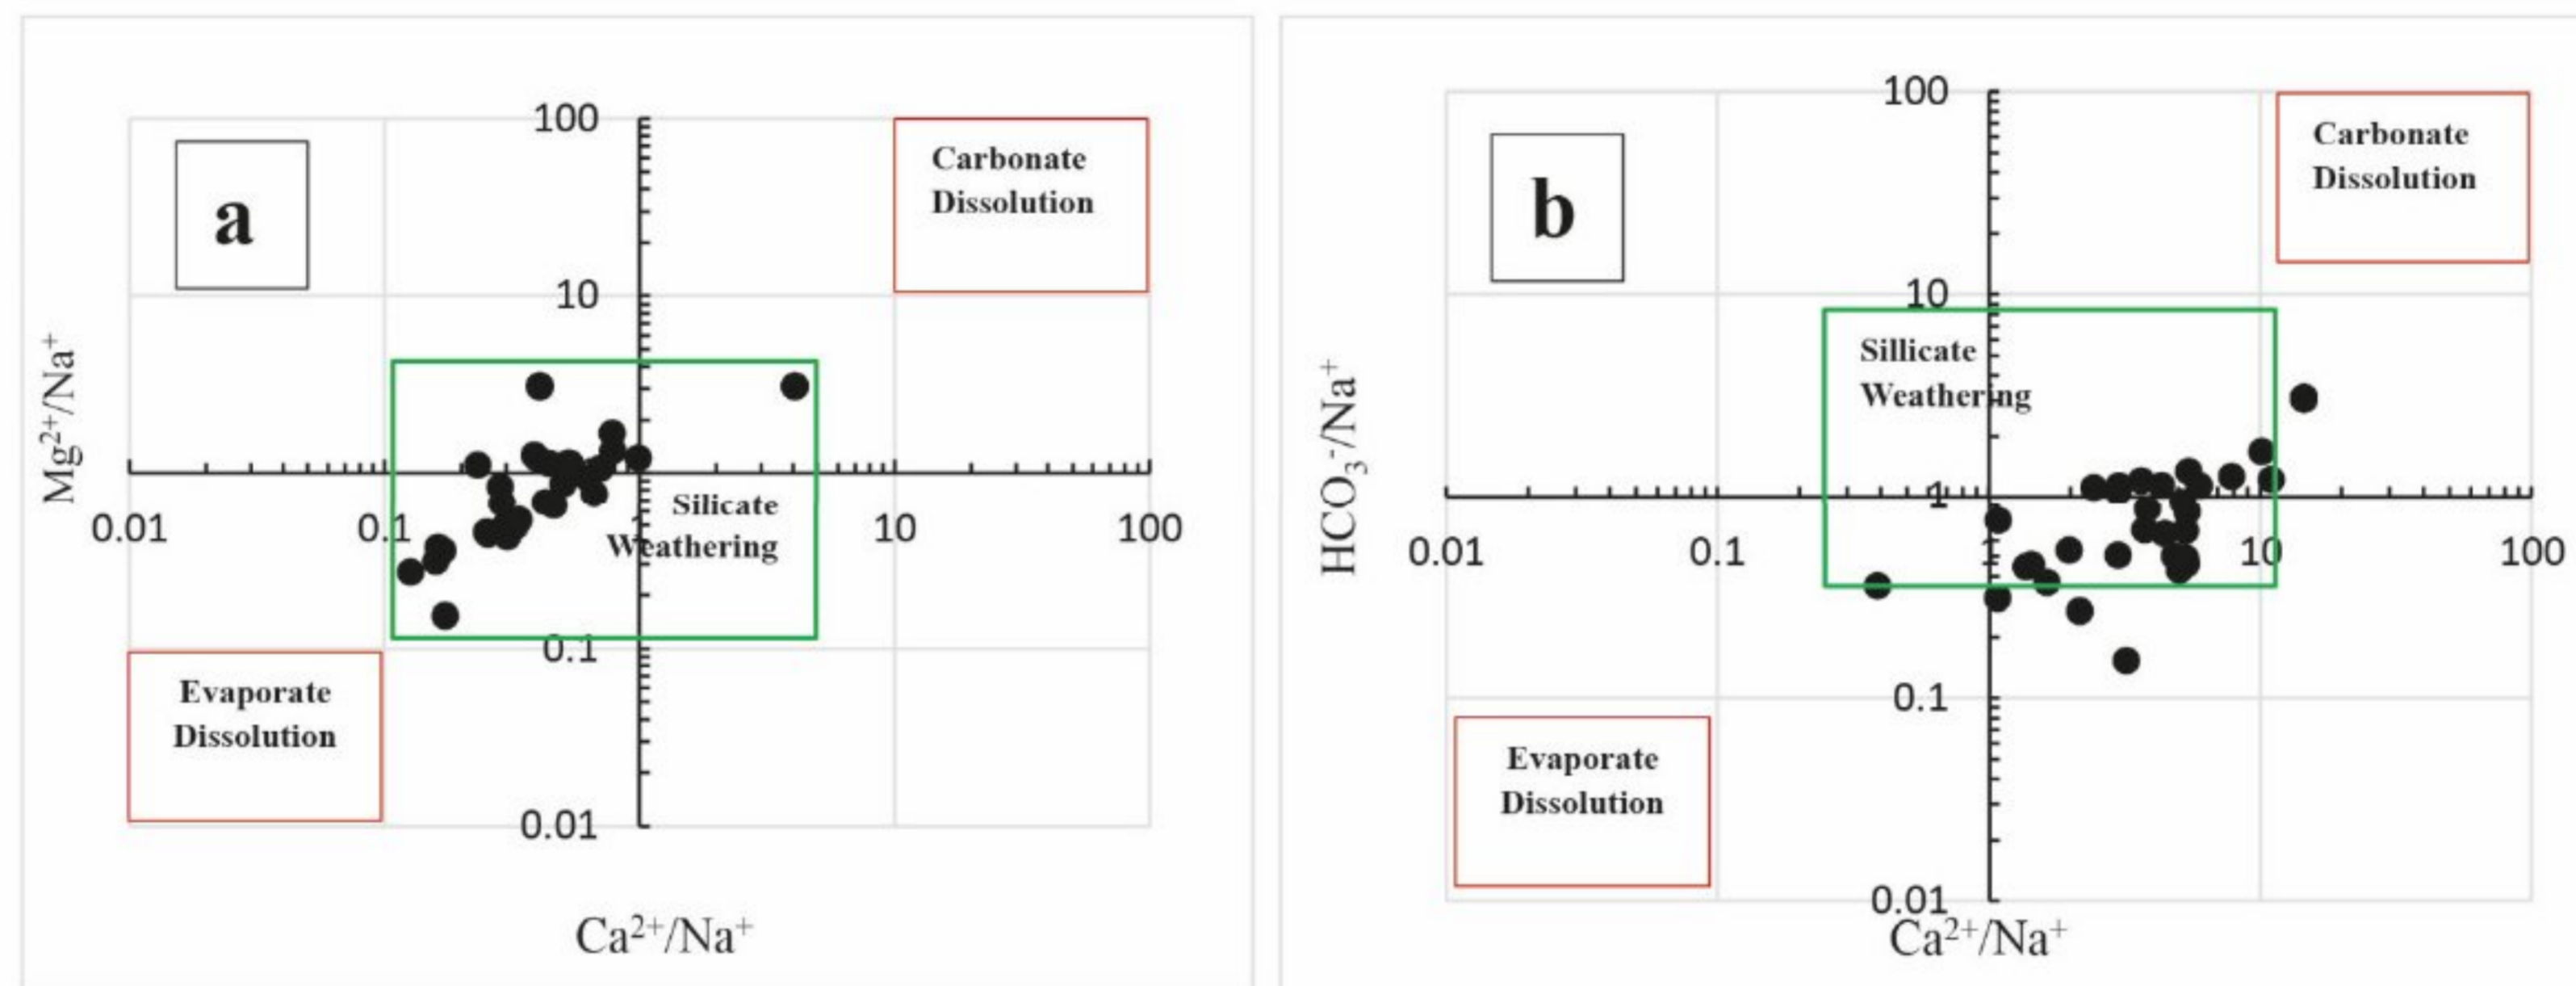 a
100
10
1
0.1
0.01
0.01
0.1
10
100
Carbonate
Dissolution
Silicate
Weathering
Evaporate
Dissolution
Mg²⁺/Na⁺
Ca²⁺/Na⁺
b
100
10
1
0.1
0.01
0.01
0.1
1
10
100
Carbonate
Dissolution
Sillicate
Weathering
Evaporate
Dissolution
HCO₃⁻/Na⁺
Ca²⁺/Na⁺